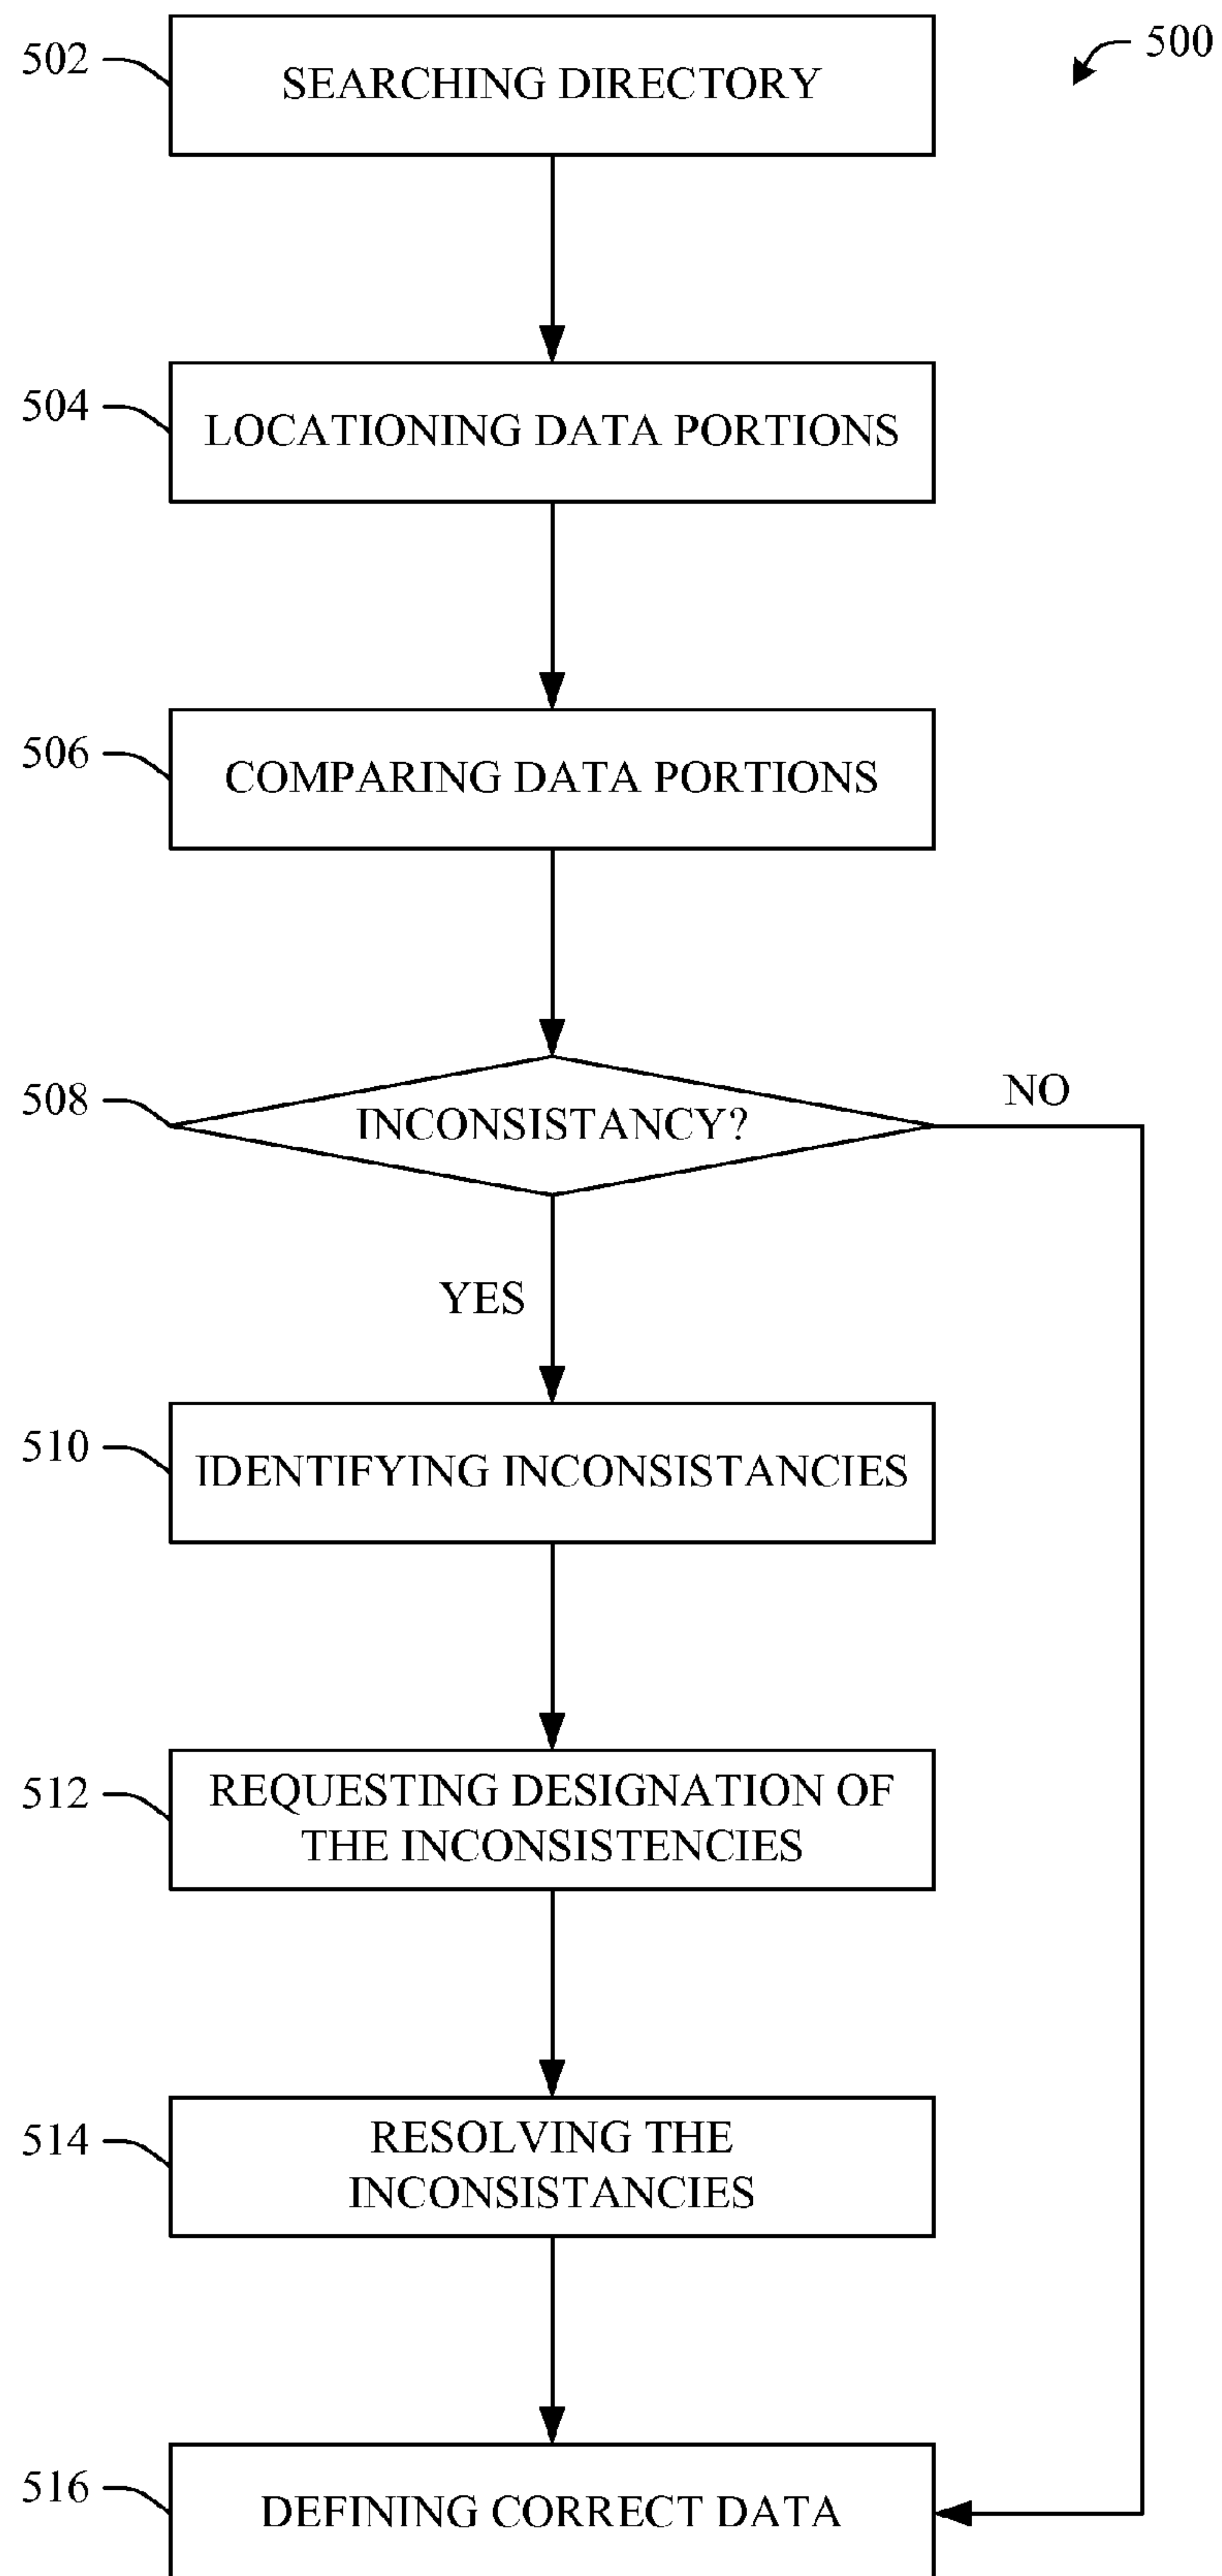 500
502
SEARCHING DIRECTORY
504
LOCATIONING DATA PORTIONS
506
COMPARING DATA PORTIONS
508
INCONSISTANCY?
NO
YES
510
IDENTIFYING INCONSISTANCIES
512
REQUESTING DESIGNATION OF
THE INCONSISTENCIES
514
RESOLVING THE
INCONSISTANCIES
516
DEFINING CORRECT DATA